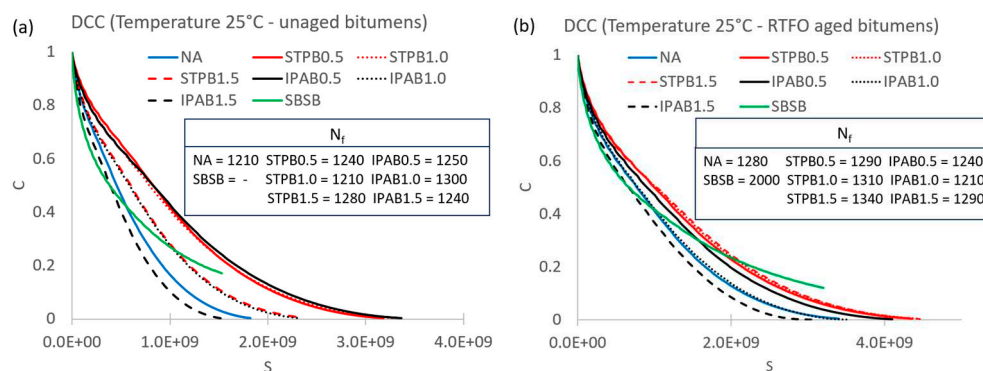 (a) DCC (Temperature 25°C - unaged bitumens)
NA STPB0.5 STPB1.0
STPB1.5 IPAB0.5 IPAB1.0
IPAB1.5 SBSB
N_f
NA = 1210 STPB0.5 = 1240 IPAB0.5 = 1250
SBSB = - STPB1.0 = 1210 IPAB1.0 = 1300
STPB1.5 = 1280 IPAB1.5 = 1240
C
1
0.8
0.6
0.4
0.2
0
0.0E+00 1.0E+09 2.0E+09 3.0E+09 4.0E+09
S
(b) DCC (Temperature 25°C - RTFO aged bitumens)
NA STPB0.5 STPB1.0
STPB1.5 IPAB0.5 IPAB1.0
IPAB1.5 SBSB
N_f
NA = 1280 STPB0.5 = 1290 IPAB0.5 = 1240
SBSB = 2000 STPB1.0 = 1310 IPAB1.0 = 1210
STPB1.5 = 1340 IPAB1.5 = 1290
C
1
0.8
0.6
0.4
0.2
0
0.0E+00 2.0E+09 4.0E+09
S